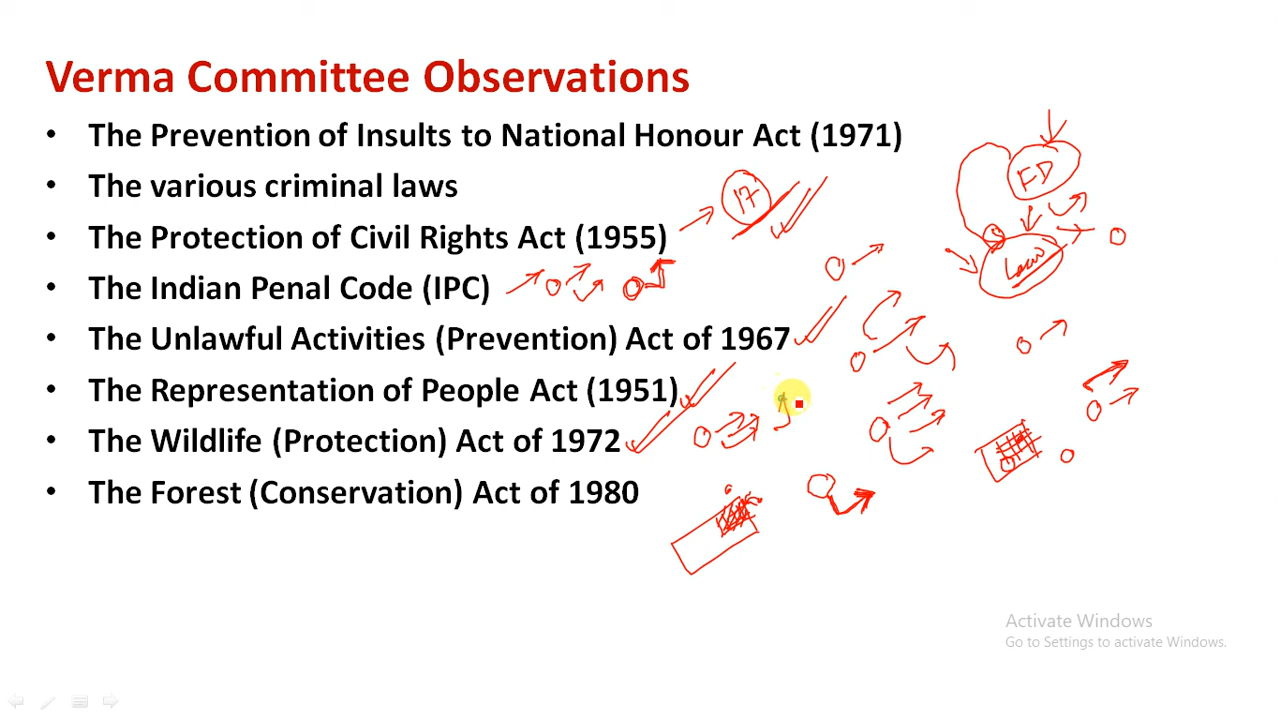 Verma Committee Observations
• The Prevention of Insults to National Honour Act (1971)
• The various criminal laws
• The Protection of Civil Rights Act (1955)
17
FD
• The Indian Penal Code (IPC)
Law
• The Unlawful Activities (Prevention) Act of 1967
• The Representation of People Act (1951)
• The Wildlife (Protection) Act of 1972
• The Forest (Conservation) Act of 1980
Activate Windows
Go to Settings to activate Windows.